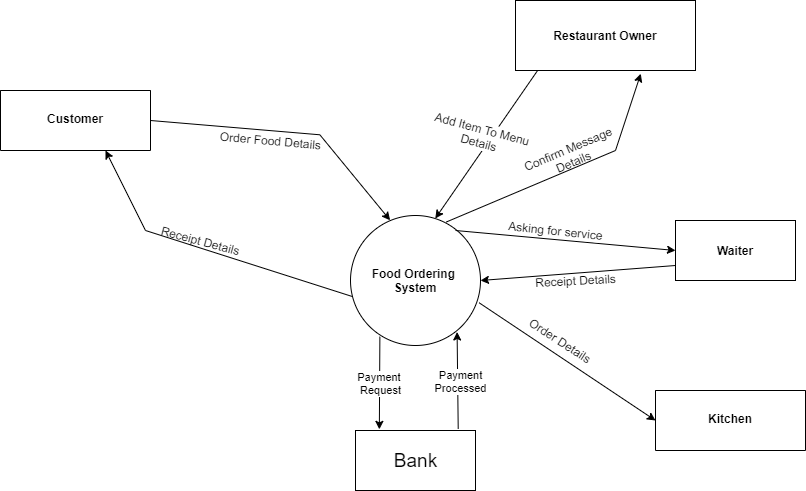 Restaurant Owner
Customer
Order Food Details
Add Item To Menu
Details
Confirm Message
Details
Receipt Details
Asking for service
Waiter
Food Ordering
System
Receipt Details
Order Details
Payment
Request
Payment
Processed
Kitchen
Bank